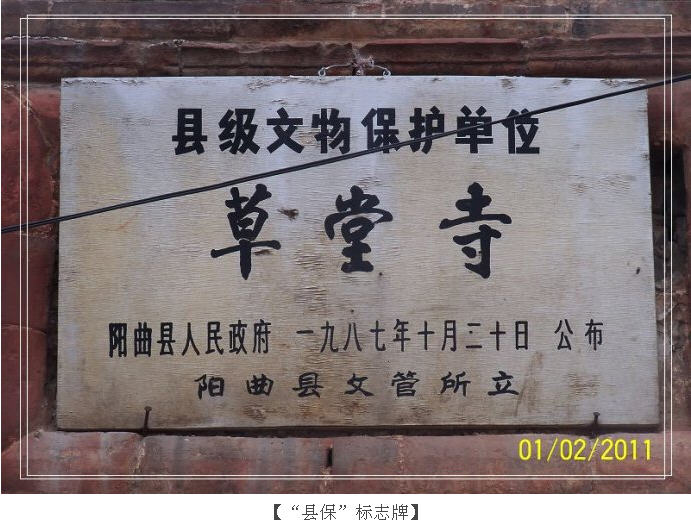 县级文物保护单位
草堂寺
阳曲县人民政府 一九八七年十月二十日 公布
阳曲县文管所立
01/02/2011
【“县保”标志牌】